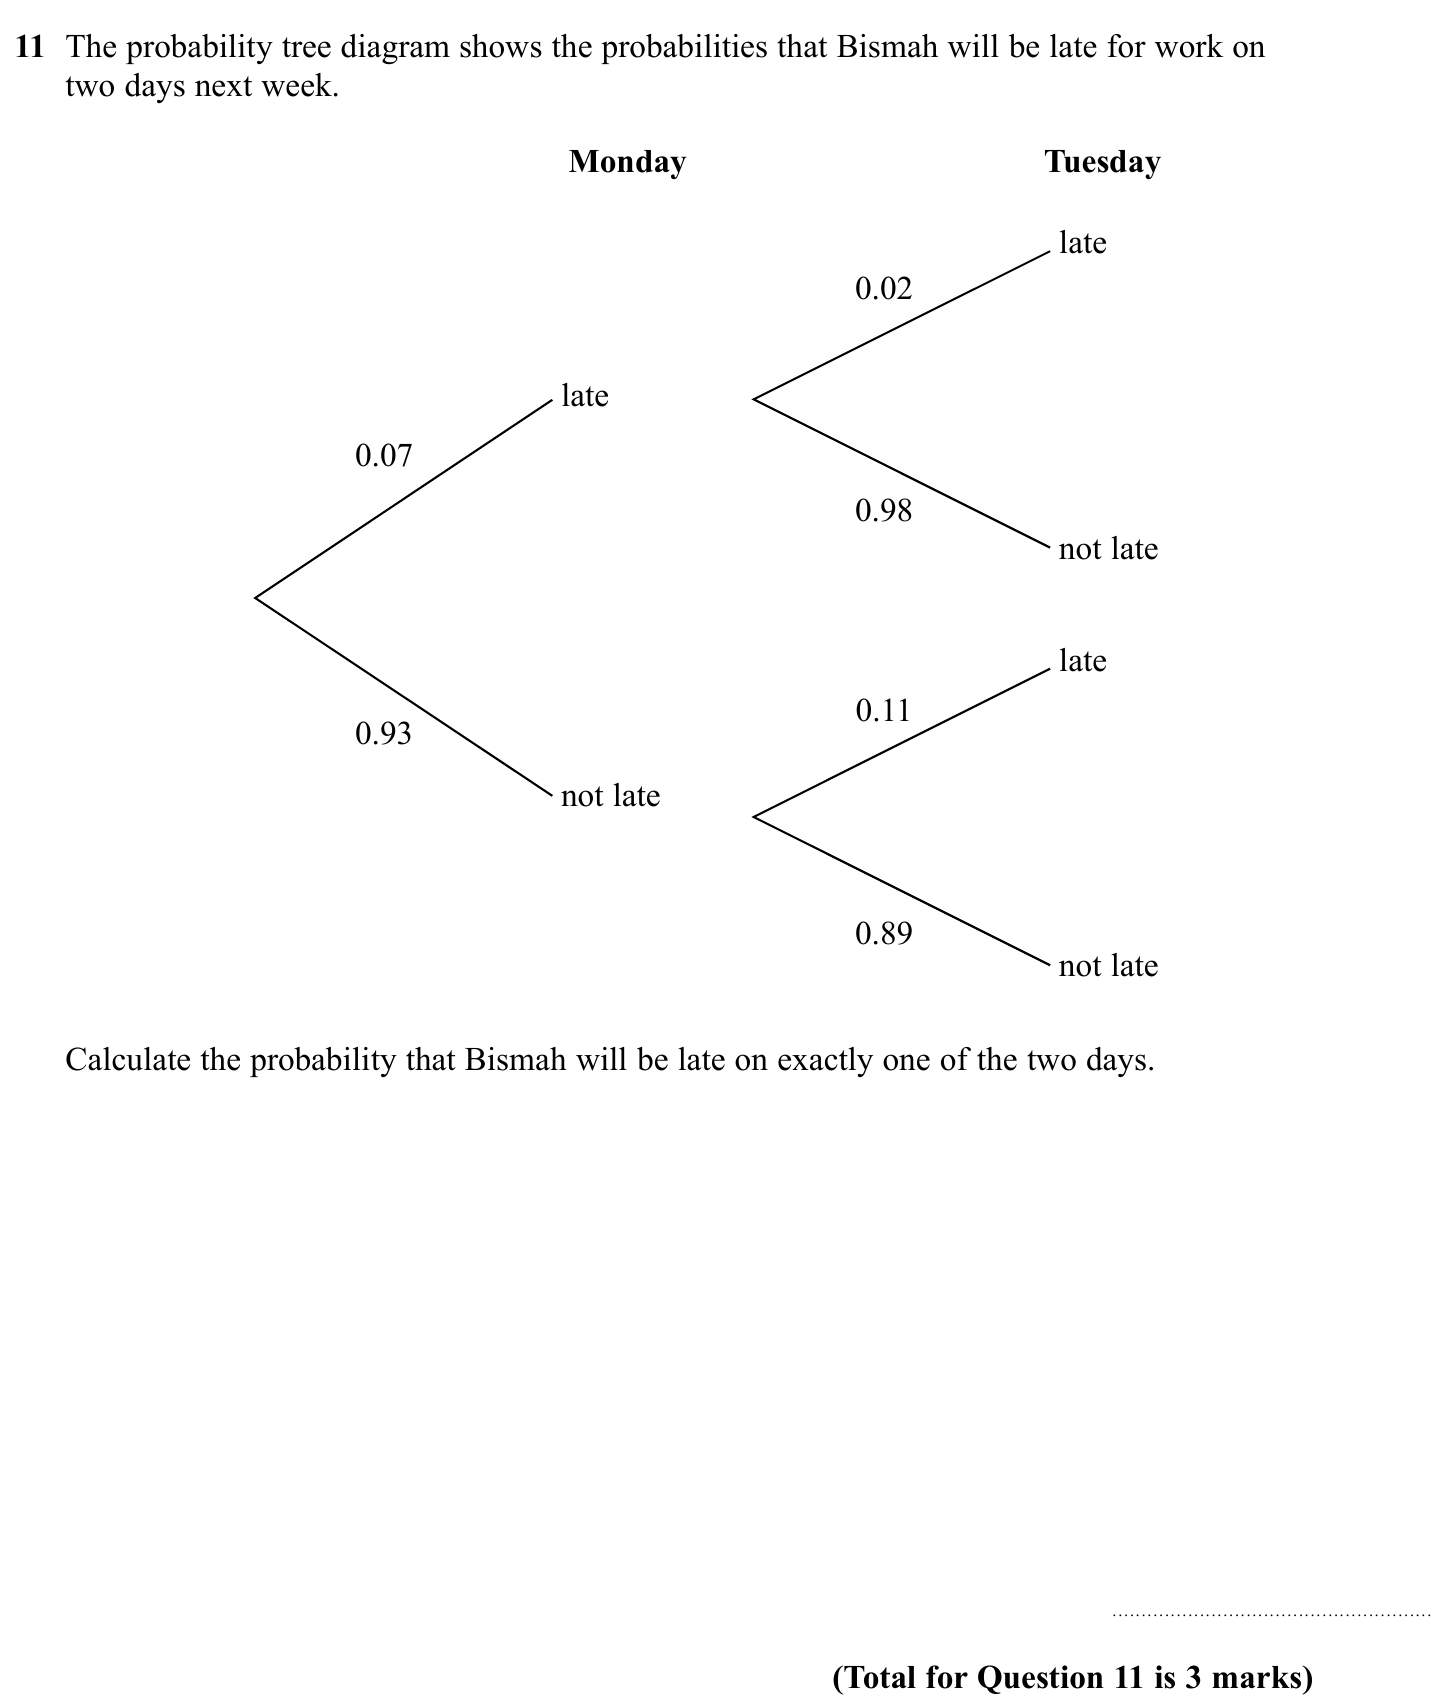 11 The probability tree diagram shows the probabilities that Bismah will be late for work on
two days next week.
Monday Tuesday
late
0.02
late
0.07
0.98
not late
late
0.11
0.93
not late
0.89
not late
Calculate the probability that Bismah will be late on exactly one of the two days.
(Total for Question 11 is 3 marks)